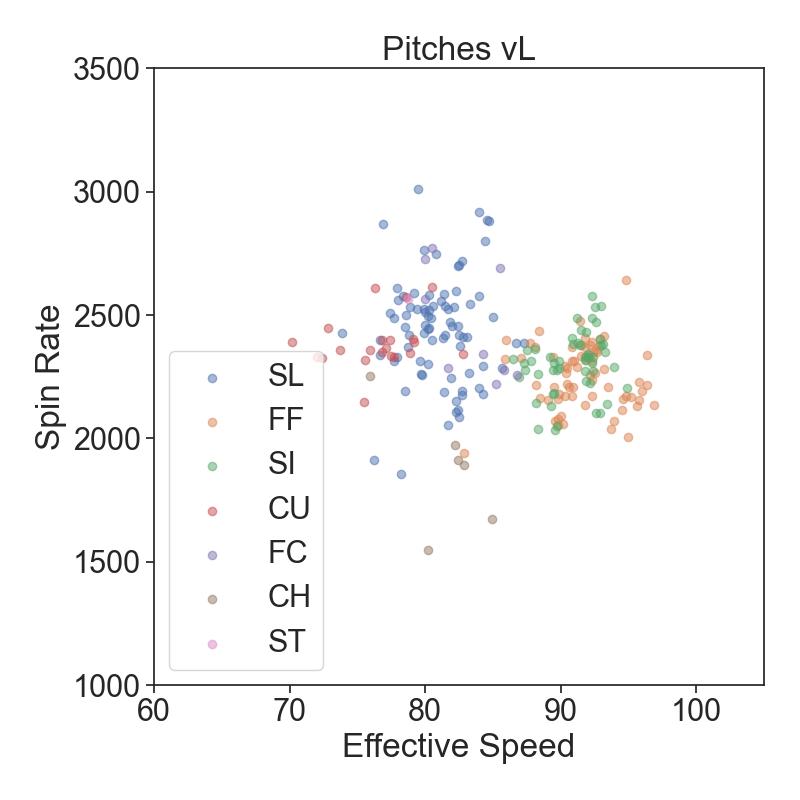 Pitches vL
3500
3000
2500
2000
1500
1000
Spin Rate
SL
FF
SI
CU
FC
CH
ST
60 70 80 90 100
Effective Speed